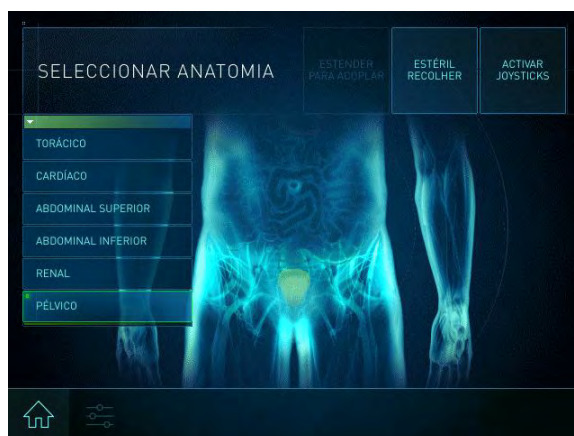 SELECCIONAR ANATOMIA
ESTENDER
PARA ACOPLAR
ESTÉRIL
RECOLHER
ACTIVAR
JOYSTICKS
TORÁCICO
CARDÍACO
ABDOMINAL SUPERIOR
ABDOMINAL INFERIOR
RENAL
PÉLVICO